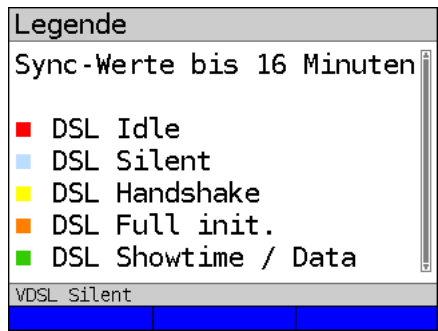 Legende
Sync-Werte bis 16 Minuten
DSL Idle
DSL Silent
DSL Handshake
DSL Full init.
DSL Showtime / Data
VDSL Silent